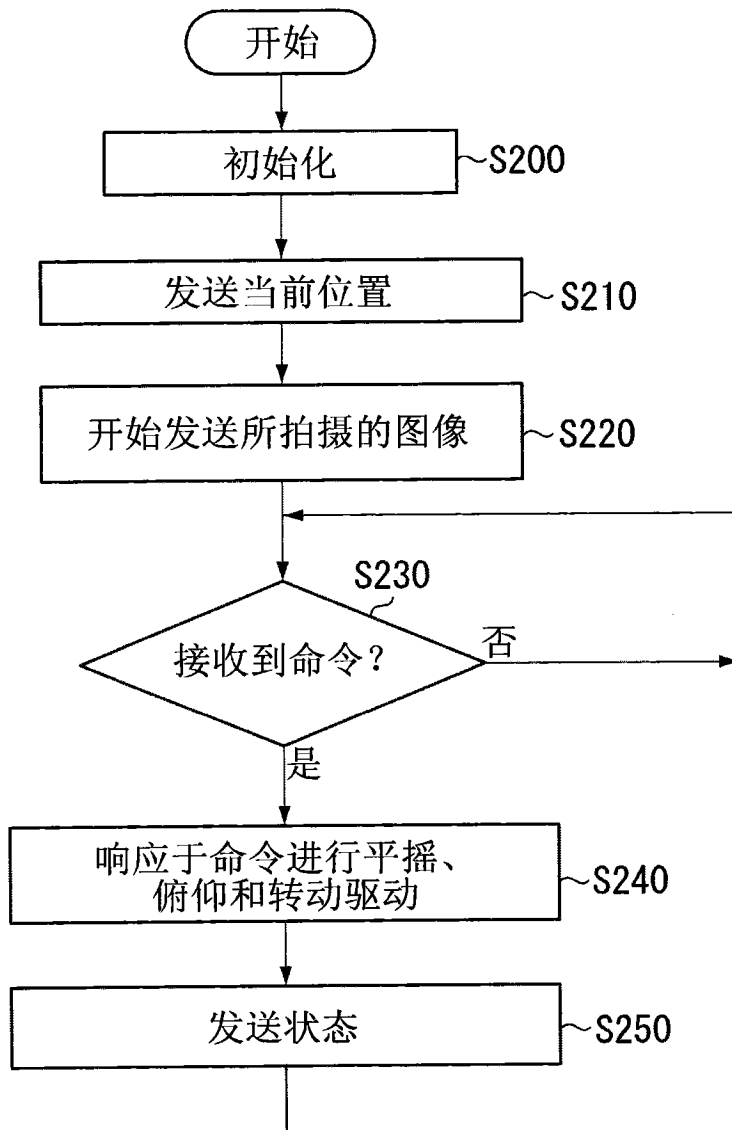 开始
初始化
S200
发送当前位置
S210
开始发送所拍摄的图像
S220
S230
接收到命令?
否
是
响应于命令进行平摇、
俯仰和转动驱动
S240
发送状态
S250